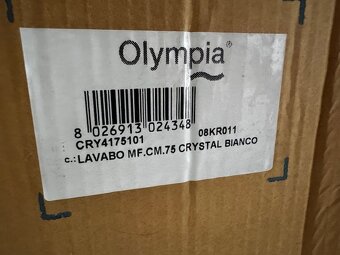 Olympia®
8 026913 024348
CRY4175101 08KR011
c.: LAVABO MF.CM.75 CRYSTAL BIANCO